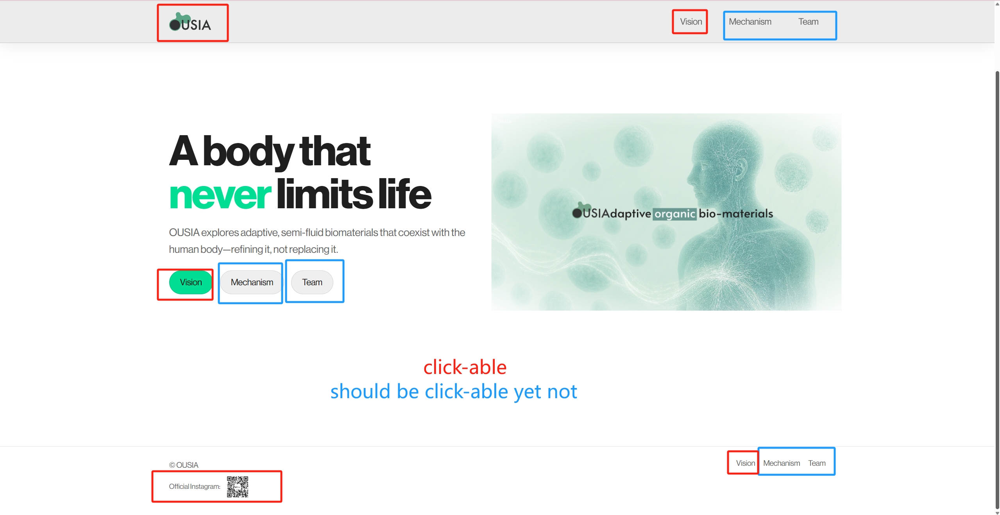 OUSIA
Vision
Mechanism
Team
A body that
never limits life
OUSIA explores adaptive, semi-fluid biomaterials that coexist with the
human body—refining it, not replacing it.
Vision
Mechanism
Team
OUSIAdaptive organic bio-materials
click-able
should be click-able yet not
© OUSIA
Official Instagram:
Vision
Mechanism
Team